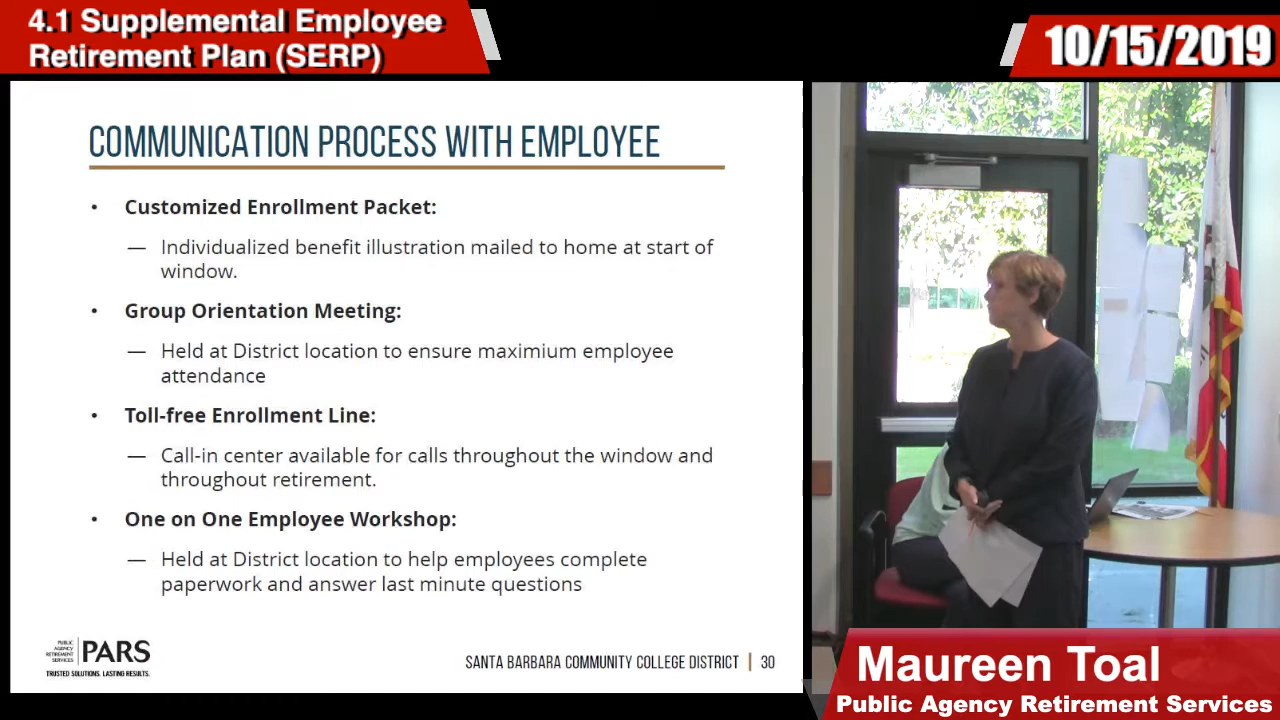 4.1 Supplemental Employee
Retirement Plan (SERP)
10/15/2019
COMMUNICATION PROCESS WITH EMPLOYEE
• Customized Enrollment Packet:
— Individualized benefit illustration mailed to home at start of
window.
• Group Orientation Meeting:
— Held at District location to ensure maximium employee
attendance
• Toll-free Enrollment Line:
— Call-in center available for calls throughout the window and
throughout retirement.
• One on One Employee Workshop:
— Held at District location to help employees complete
paperwork and answer last minute questions
PUBLIC
AGENCY
RETIREMENT
SERVICES
PARS
TRUSTED SOLUTIONS. LASTING RESULTS.
SANTA BARBARA COMMUNITY COLLEGE DISTRICT | 30
Maureen Toal
Public Agency Retirement Services